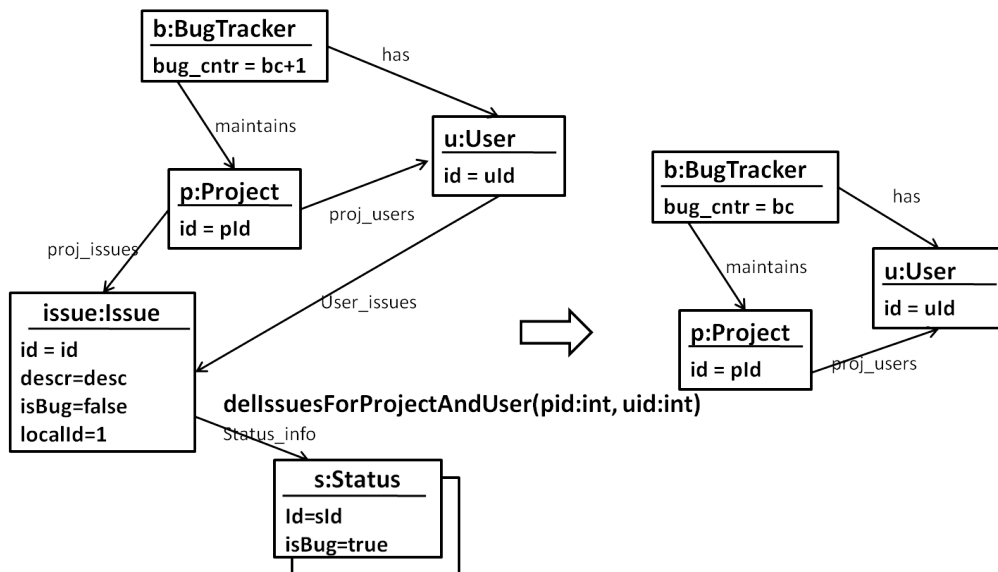 b:BugTracker
bug_cntr = bc+1
has
maintains
u:User
id = uId
p:Project
id = pId
proj_users
proj_issues
issue:Issue
id = id
descr=desc
isBug=false
localId=1
User_issues
delIssuesForProjectAndUser(pid:int, uid:int)
Status_info
s:Status
Id=sId
isBug=true
b:BugTracker
bug_cntr = bc
has
maintains
u:User
id = uId
p:Project
id = pId
proj_users